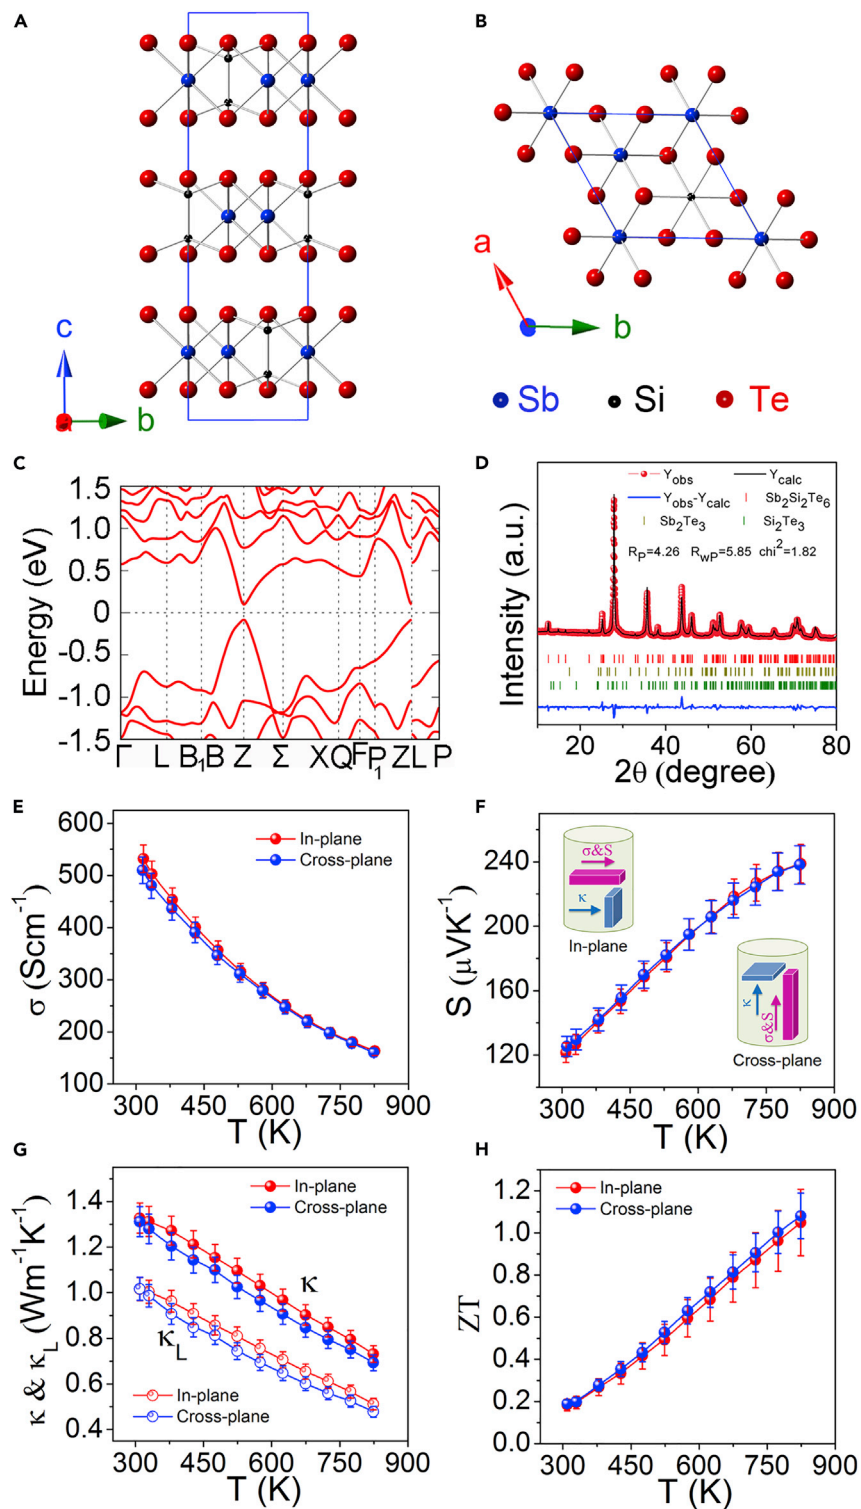 A
B
c
a
b
a
b
Sb
Si
Te
C
D
1.5
1.0
0.5
0
-0.5
-1.0
-1.5
Energy (eV)
Γ L B1 B Z Σ X Q F P1 Z L P
Yobs
Ycalc
Yobs-Ycalc
Sb2Si2Te6
Sb2Te3
Si2Te3
RP=4.26 RWP=5.85 chi2=1.82
Intensity (a.u.)
20 40 60 80
2θ (degree)
E
F
600
500
400
300
200
100
σ (Scm-1)
In-plane
Cross-plane
300 450 600 750 900
T (K)
240
200
160
120
S (μVK-1)
σ&S
κ
In-plane
κ
σ&S
Cross-plane
300 450 600 750 900
T (K)
G
H
1.4
1.2
1.0
0.8
0.6
0.4
κ & κL (Wm-1K-1)
In-plane
Cross-plane
κ
κL
In-plane
Cross-plane
300 450 600 750 900
T (K)
1.2
1.0
0.8
0.6
0.4
0.2
0.0
ZT
In-plane
Cross-plane
300 450 600 750 900
T (K)